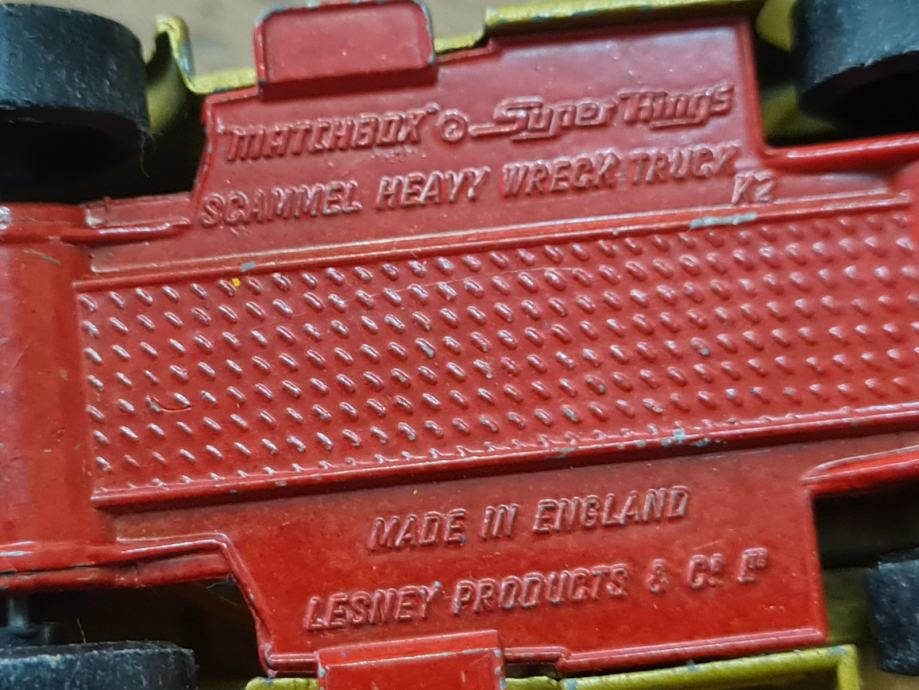 MATCHBOX ® Super Kings
SCAMMEL HEAVY WRECK TRUCK
K2
MADE IN ENGLAND
LESNEY PRODUCTS & Cº Lᵀᴰ